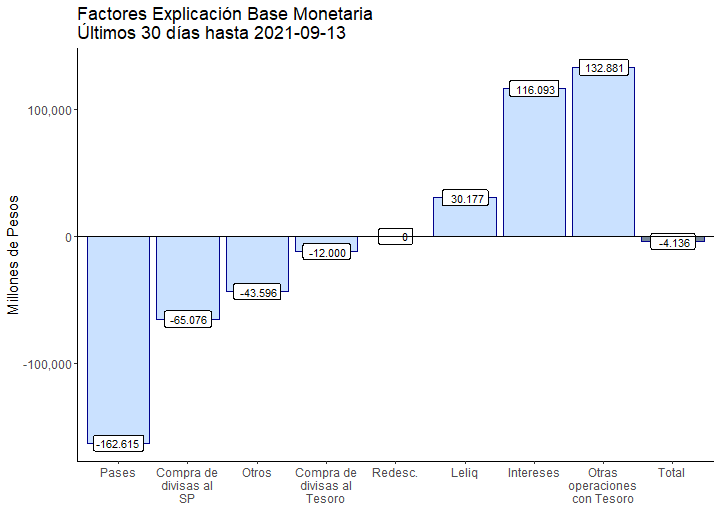 Factores Explicación Base Monetaria
Últimos 30 días hasta 2021-09-13
Millones de Pesos
100,000
0
-100,000
-162.615
-65.076
-43.596
-12.000
0
30.177
116.093
132.881
-4.136
Pases
Compra de
divisas al
SP
Otros
Compra de
divisas al
Tesoro
Redesc.
Leliq
Intereses
Otras
operaciones
con Tesoro
Total